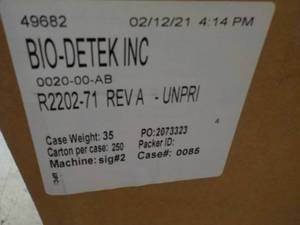 49682 02/12/21 4:14 PM
BIO-DETEK INC
0020-00-AB
R2202-71 REV A - UNPRI
4
Case Weight: 35 PO:2073323
Carton per case: 250 Packer ID:
Machine: sig#2 Case#: 0085